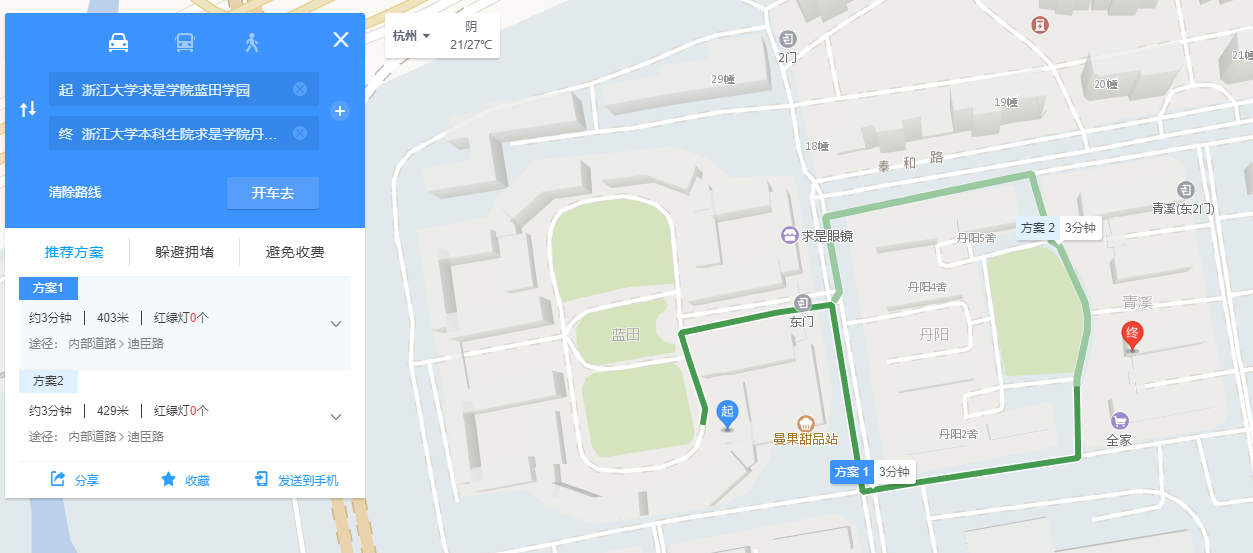 起 浙江大学求是学院蓝田学园
终 浙江大学本科生院求是学院丹...
清除路线
开车去
推荐方案
躲避拥堵
避免收费
方案1
约3分钟 | 403米 | 红绿灯0个
途径： 内部道路 > 迪臣路
方案2
约3分钟 | 429米 | 红绿灯0个
途径： 内部道路 > 迪臣路
分享
收藏
发送到手机
杭州
阴
21/27℃
2门
29幢
21幢
20幢
19幢
18幢
泰和路
青溪(东2门)
方案 2 3分钟
求是眼镜
丹阳5舍
丹阳4舍
青溪
东门
蓝田
丹阳
终
起
曼果甜品站
丹阳2舍
全家
方案 1 3分钟